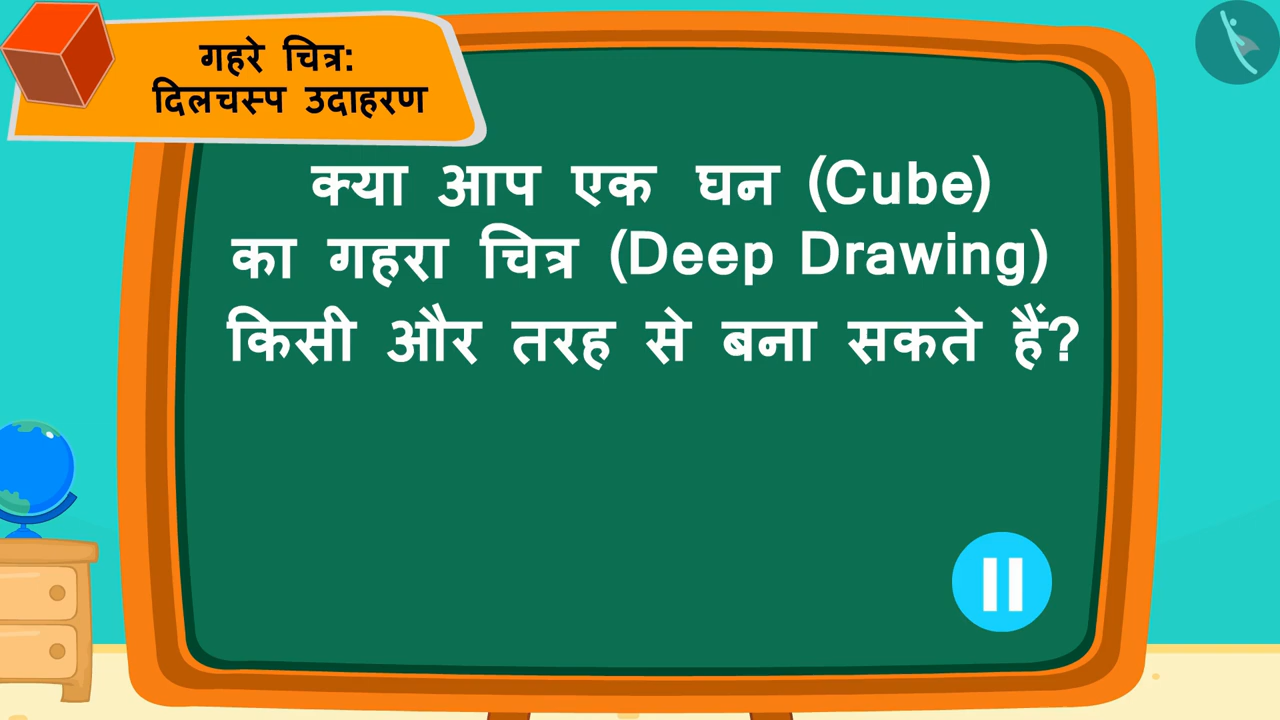 गहरे चित्र:
दिलचस्प उदाहरण
क्या आप एक घन (Cube)
का गहरा चित्र (Deep Drawing)
किसी और तरह से बना सकते हैं?